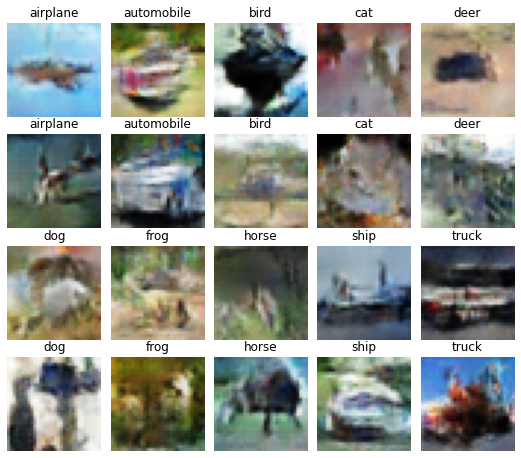 airplane automobile bird cat deer
airplane automobile bird cat deer
dog frog horse ship truck
dog frog horse ship truck